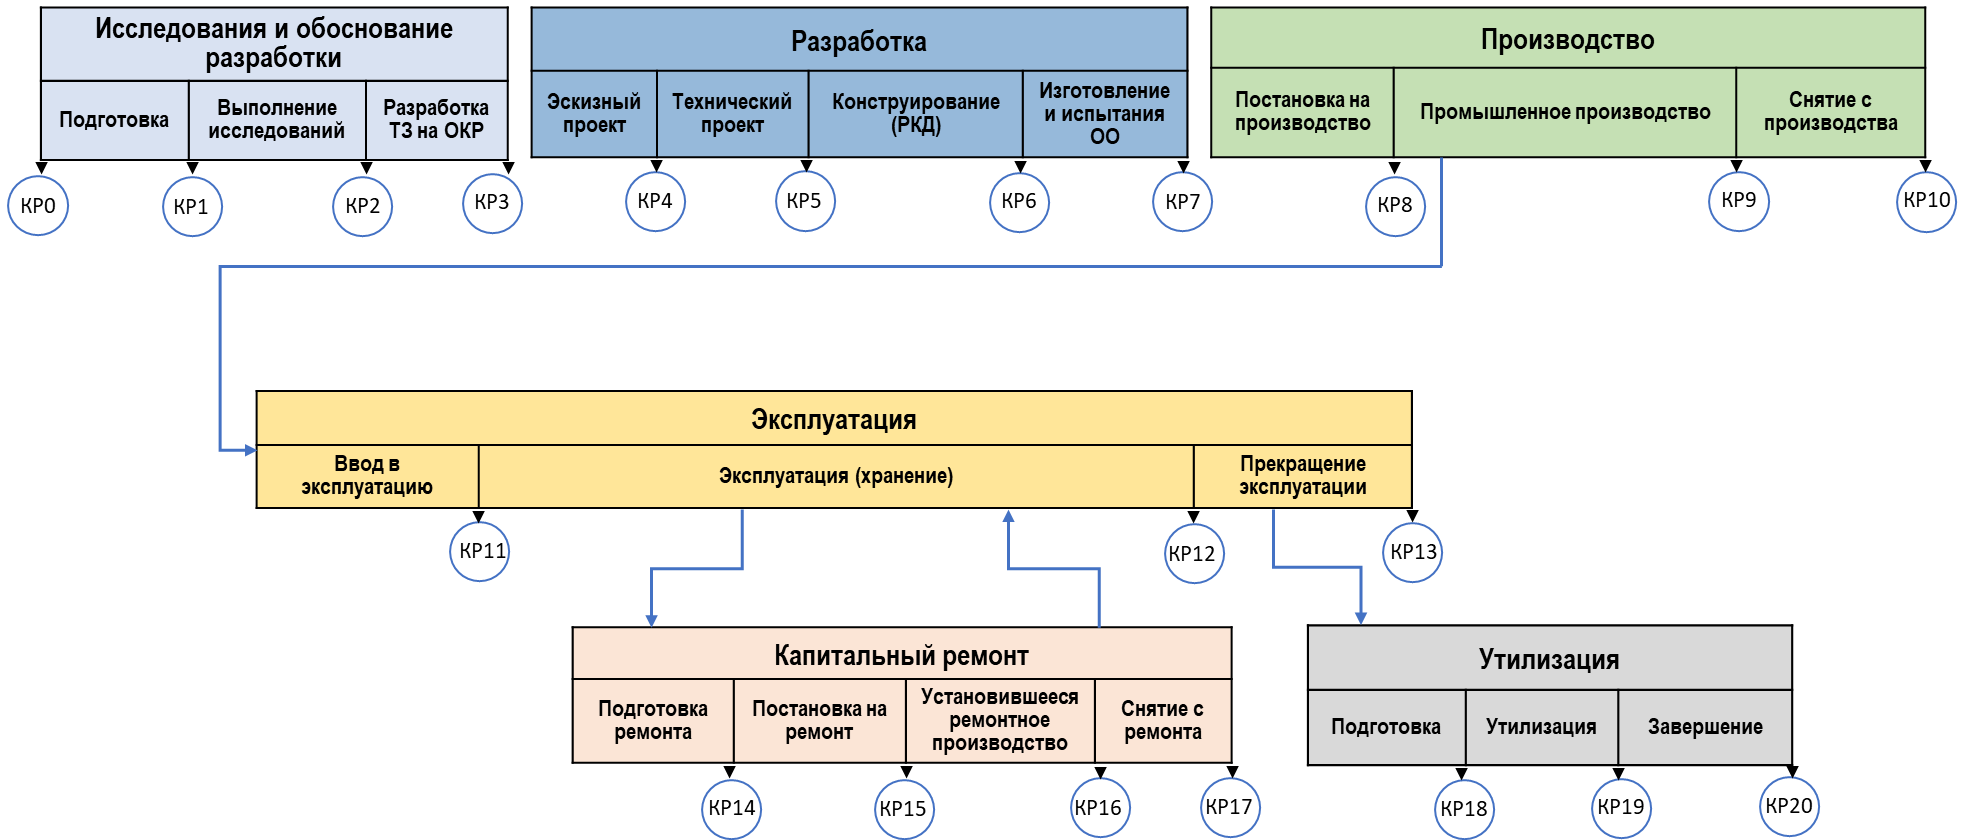 Исследования и обоснование
разработки
Подготовка
Выполнение
исследований
Разработка
ТЗ на ОКР
Разработка
Эскизный
проект
Технический
проект
Конструирование
(РКД)
Изготовление
и испытания
ОО
Производство
Постановка на
производство
Промышленное производство
Снятие с
производства
КР0
КР1
КР2
КР3
КР4
КР5
КР6
КР7
КР8
КР9
КР10
Эксплуатация
Ввод в
эксплуатацию
Эксплуатация (хранение)
Прекращение
эксплуатации
КР11
КР12
КР13
Капитальный ремонт
Подготовка
ремонта
Постановка на
ремонт
Установившееся
ремонтное
производство
Снятие с
ремонта
Утилизация
Подготовка
Утилизация
Завершение
КР14
КР15
КР16
КР17
КР18
КР19
КР20